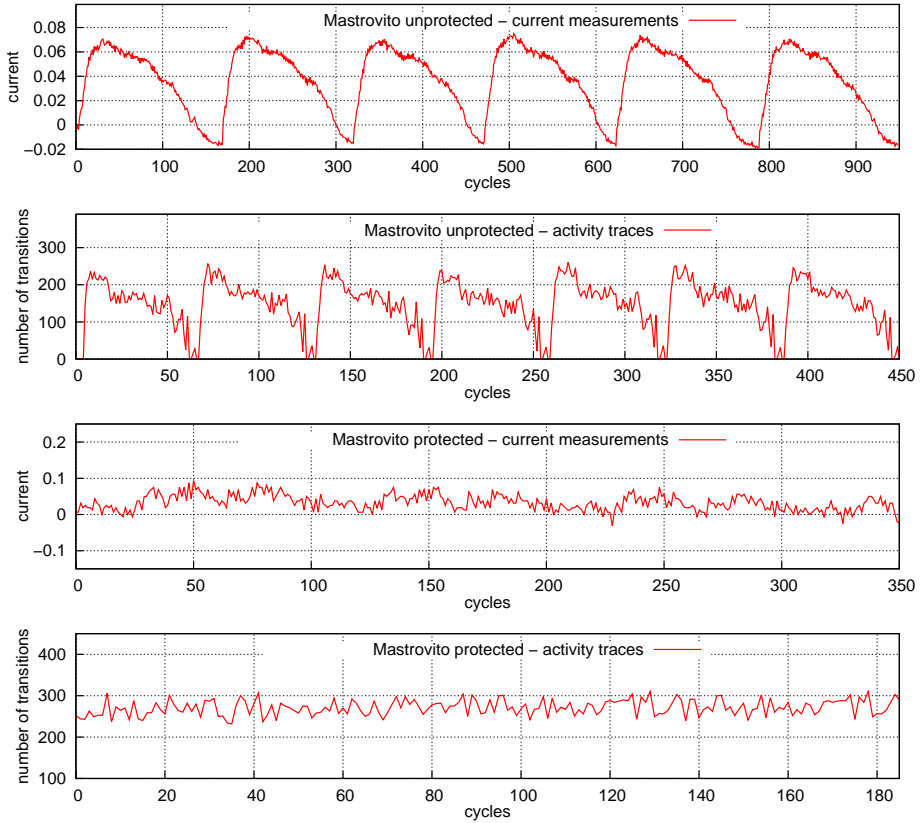 Mastrovito unprotected − current measurements
current
0.08
0.06
0.04
0.02
0
−0.02
0 100 200 300 400 500 600 700 800 900
cycles
Mastrovito unprotected − activity traces
number of transitions
300
200
100
0
0 50 100 150 200 250 300 350 400 450
cycles
Mastrovito protected − current measurements
current
0.2
0.1
0
−0.1
0 50 100 150 200 250 300 350
cycles
Mastrovito protected − activity traces
number of transitions
400
300
200
100
0 20 40 60 80 100 120 140 160 180
cycles